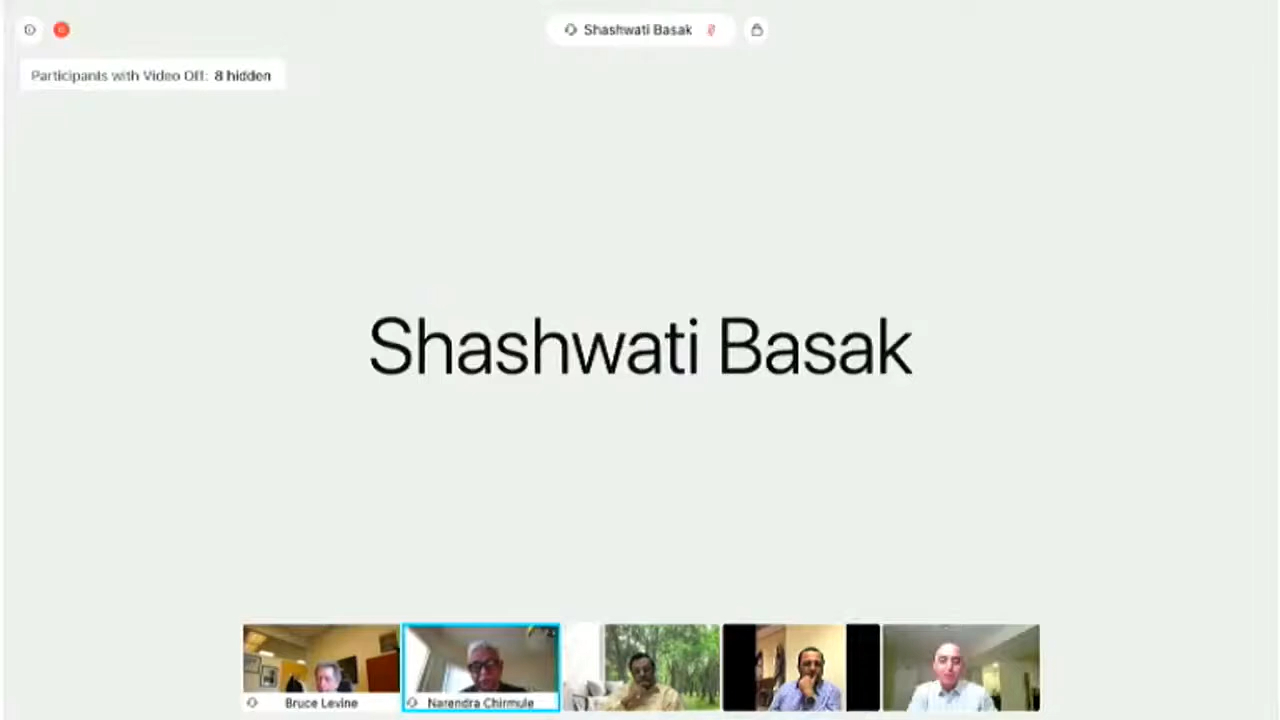 Shashwati Basak
Participants with Video Off: 8 hidden
Shashwati Basak
Bruce Levine
Narendra Chirmule